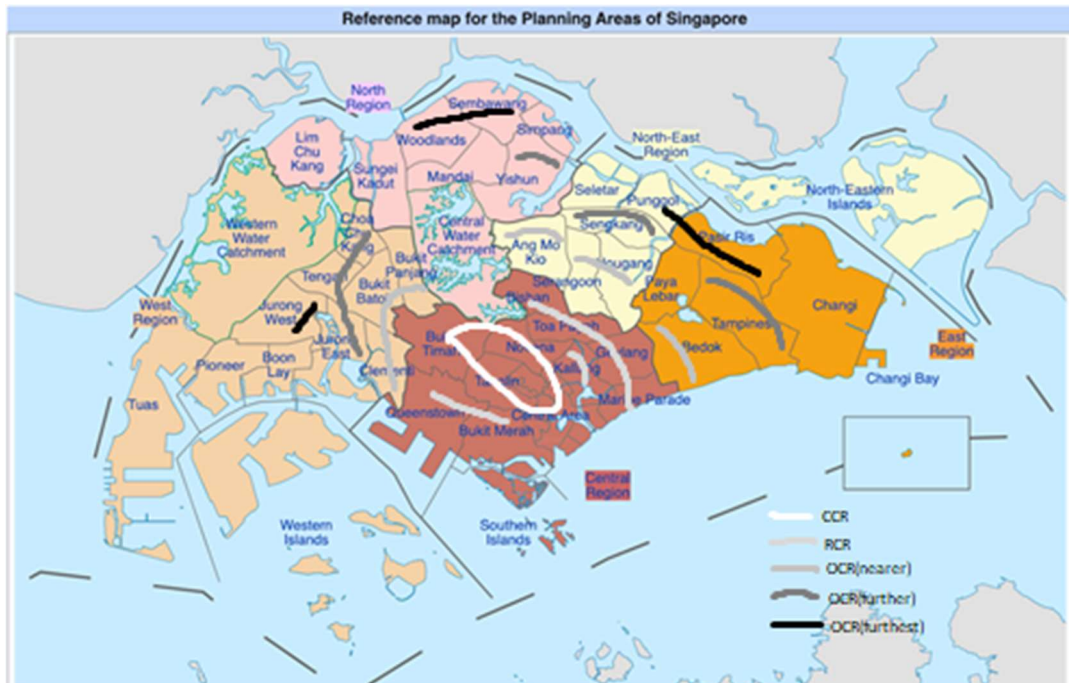 Reference map for the Planning Areas of Singapore
North
Region
Sembawang
Woodlands
Simpang
Lim
Chu
Kang
Sungei
Kadut
Mandai
Yishun
North-East
Region
Seletar
Punggol
North-Eastern
Islands
Western
Water
Catchment
Choa
Chu
Kang
Central
Water
Catchment
Sengkang
Pasir Ris
Ang Mo
Kio
Hougang
Bukit
Panjang
Tengah
Bukit
Batok
Serangoon
Paya
Lebar
Bishan
Changi
West
Region
Jurong
West
Toa Payoh
Tampines
Jurong
East
Bukit
Timah
Novena
Geylang
Bedok
East
Region
Pioneer
Boon
Lay
Clementi
Tanglin
Kallang
Changi Bay
Tuas
Queenstown
Central Area
Marine Parade
Bukit Merah
Central
Region
Western
Islands
Southern
Islands
CCR
RCR
OCR(nearer)
OCR(further)
OCR(furthest)